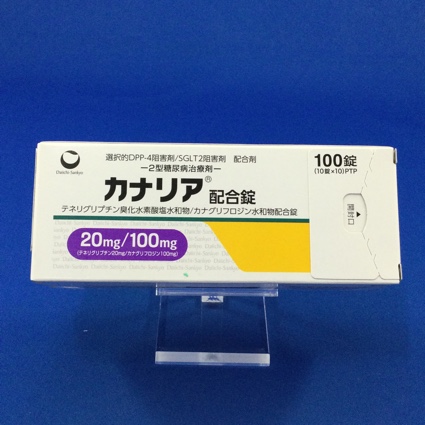 選択的DPP-4阻害剤/SGLT2阻害剤 配合剤
ー2型糖尿病治療剤ー
カナリア® 配合錠
テネリグリプチン臭化水素酸塩水和物/カナグリフロジン水和物配合錠
20mg/100mg
(テネリグリプチン20mg/カナグリフロジン100mg)
Daiichi-Sankyo
100錠
(10錠×10)PTP
開封口